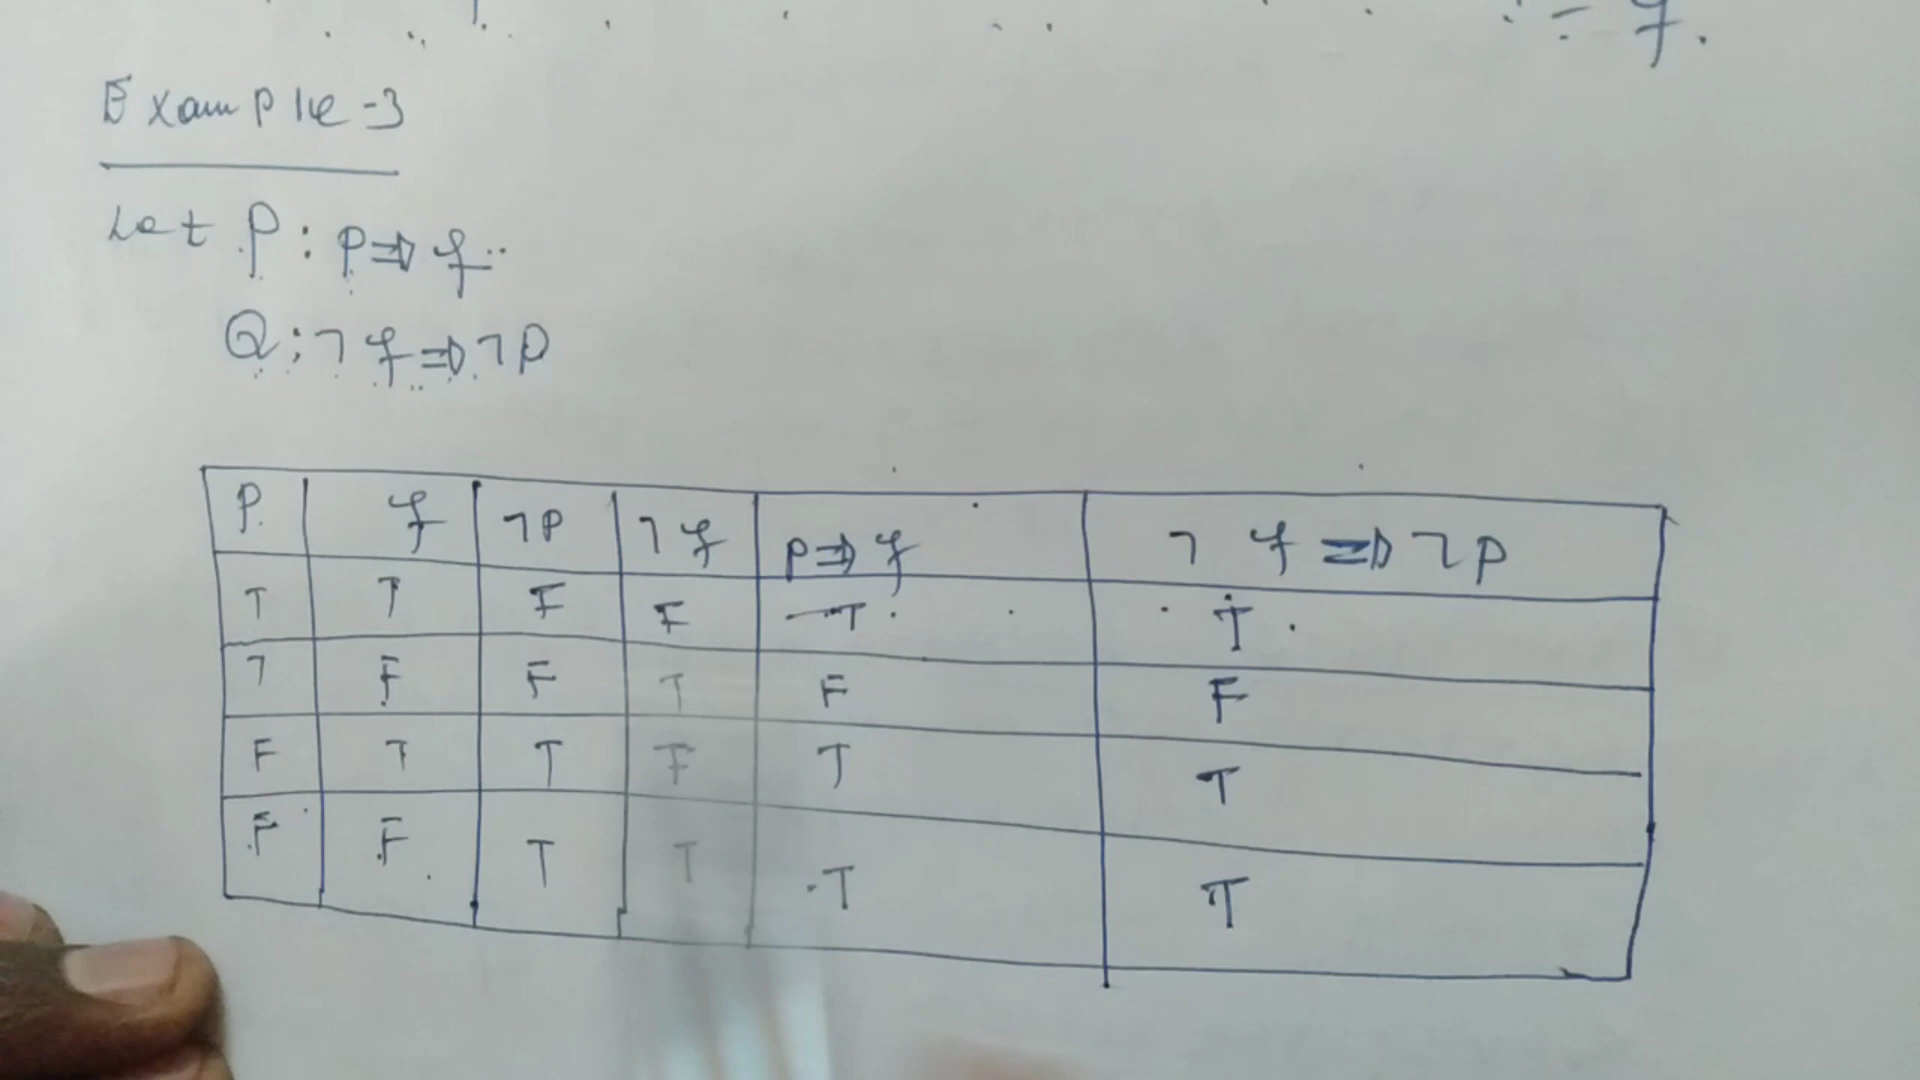 = q.
Example-3
Let P: p⇒q
Q: ¬q⇒¬p
p q ¬p ¬q p⇒q ¬q⇒¬p
T T F F T T
T F F T F F
F T T F T T
F F T T T T